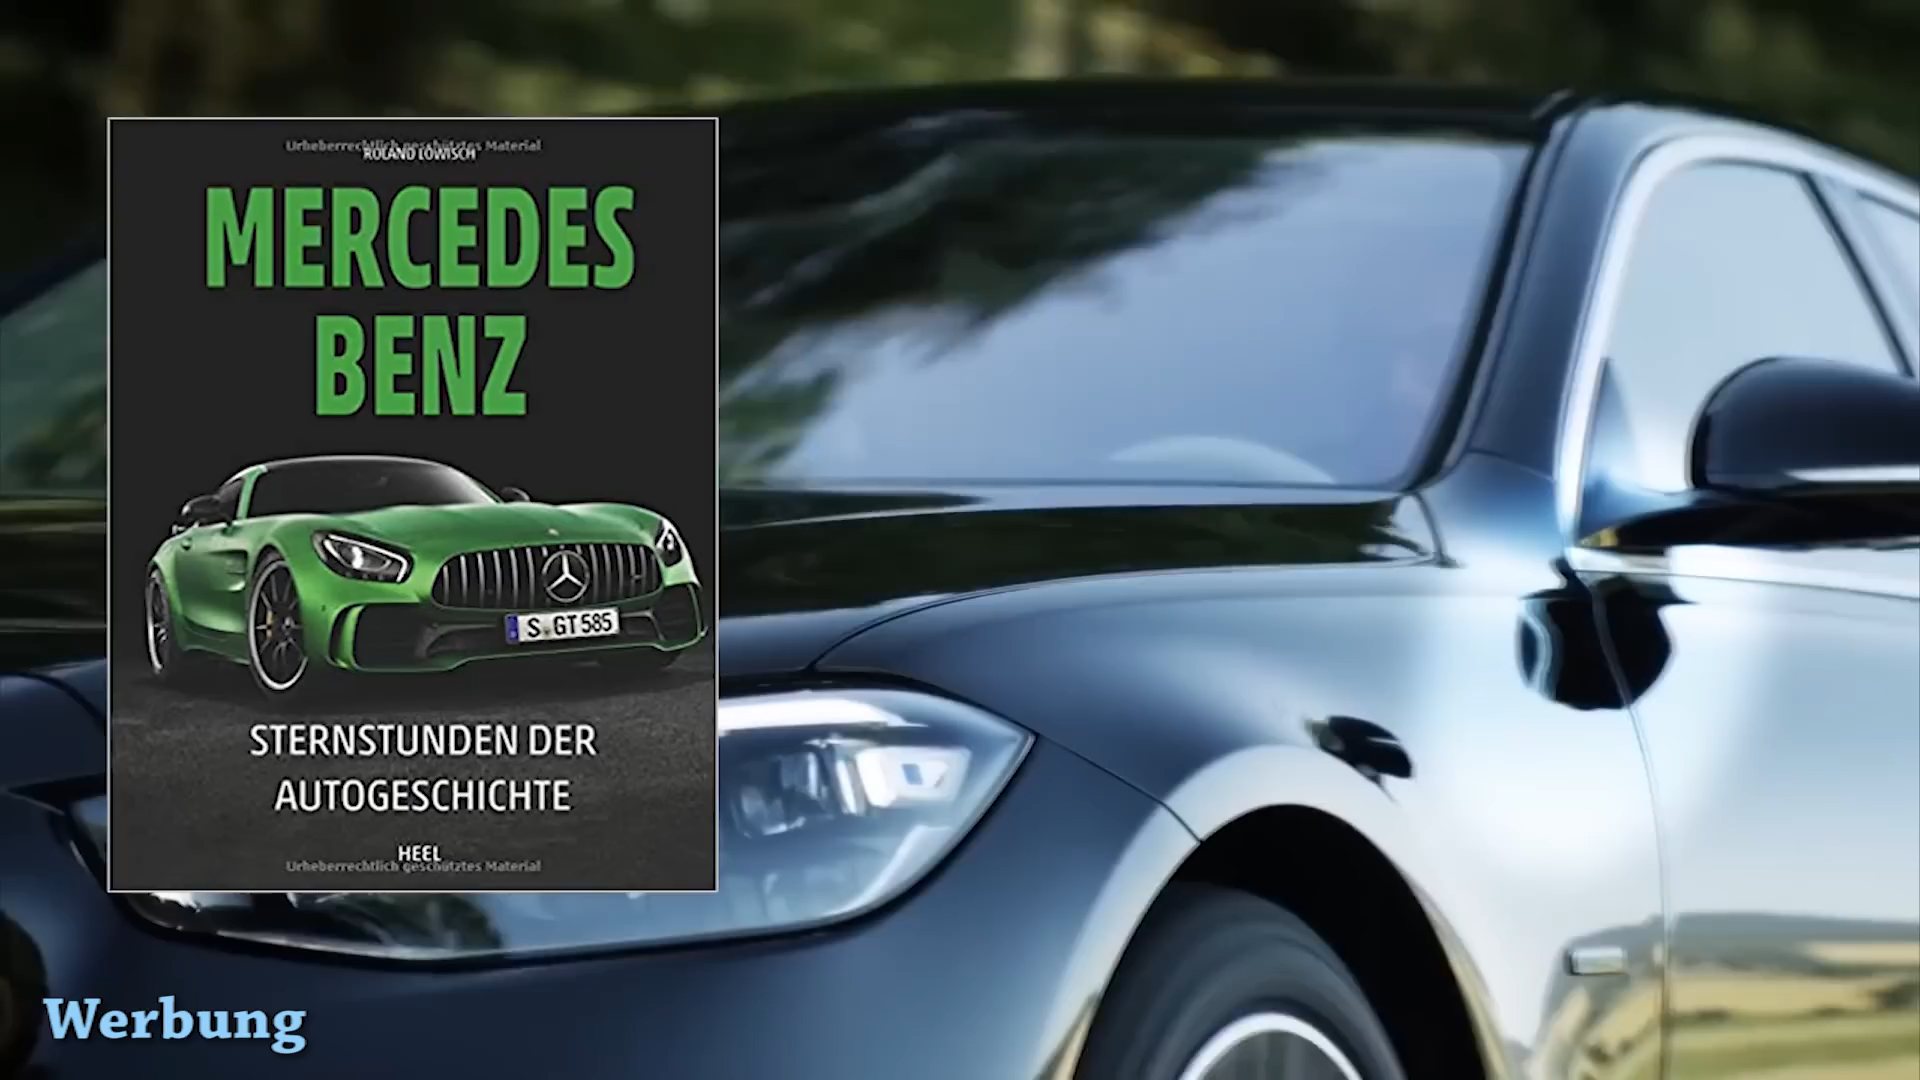 Urheberrechtlich geschütztes Material
ROLAND LÖWISCH
MERCEDES
BENZ
S GT 585
STERNSTUNDEN DER
AUTOGESCHICHTE
HEEL
Urheberrechtlich geschütztes Material
Werbung